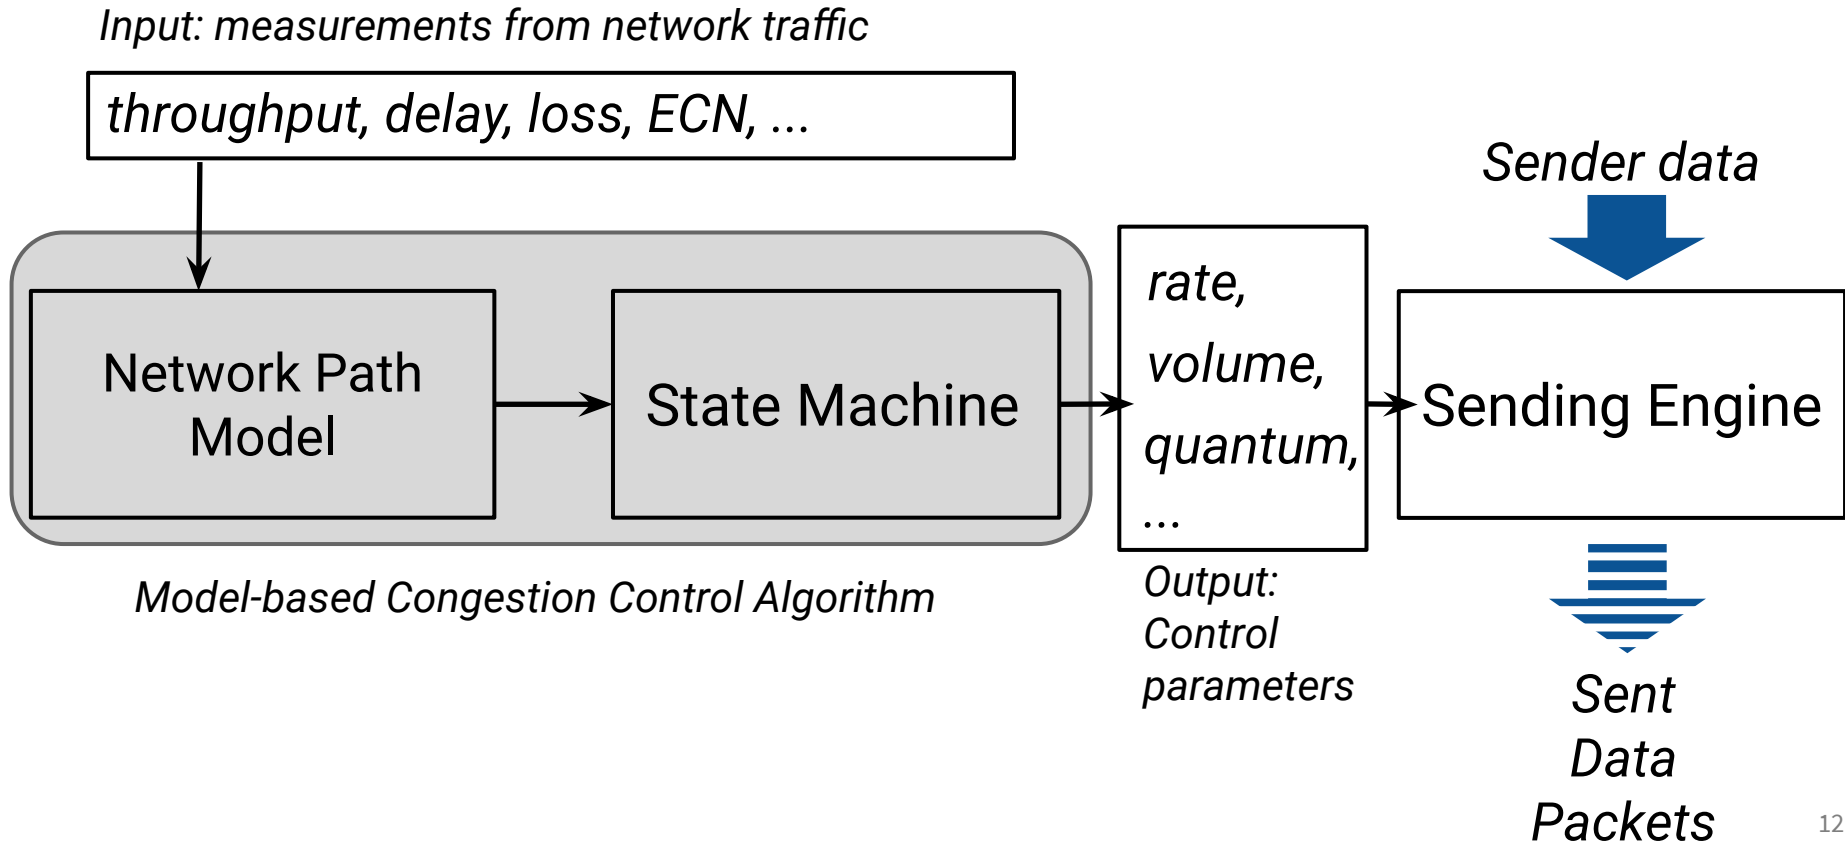 Input: measurements from network traffic
throughput, delay, loss, ECN, ...
Sender data
Network Path
Model
State Machine
rate,
volume,
quantum,
...
Sending Engine
Model-based Congestion Control Algorithm
Output:
Control
parameters
Sent
Data
Packets
12